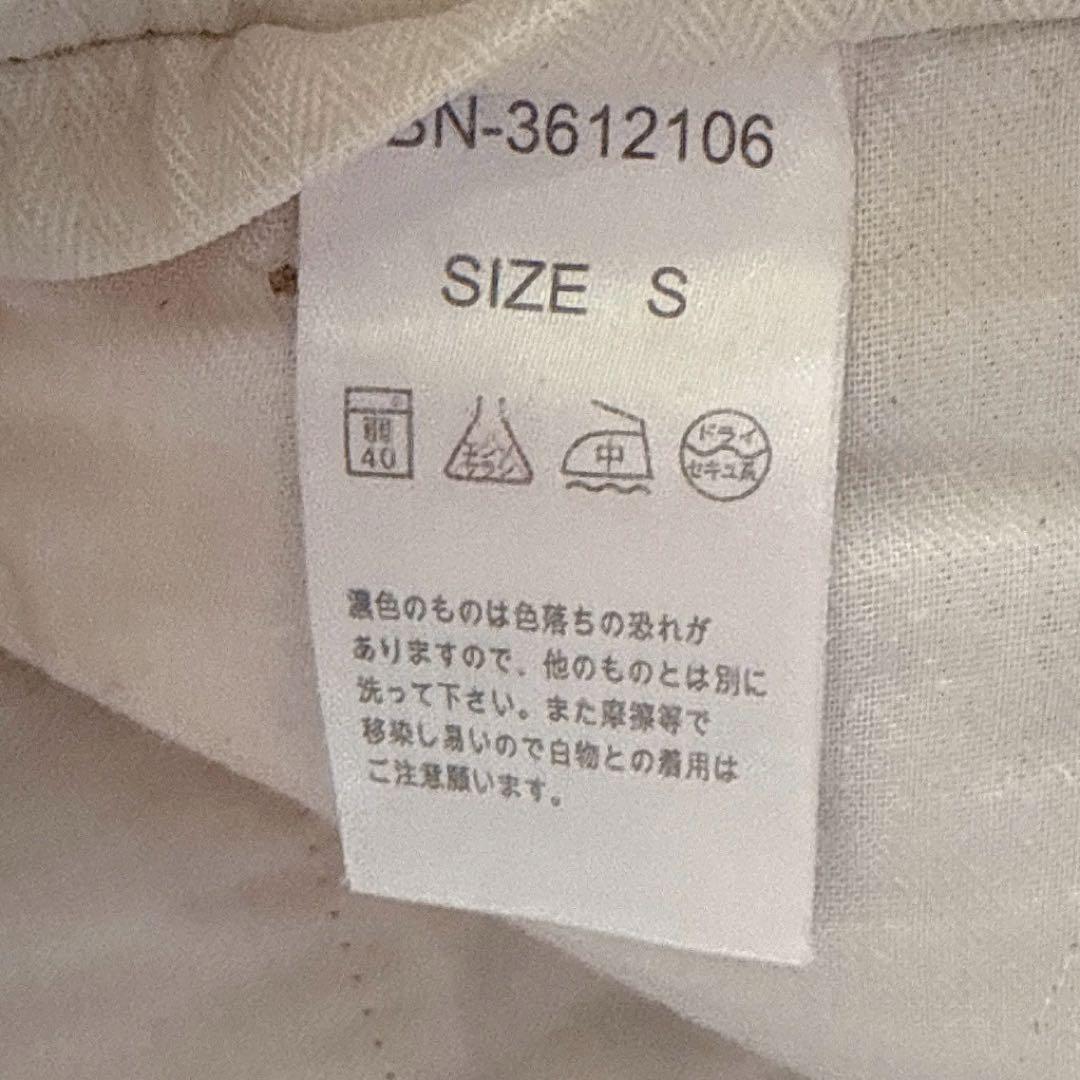 BN-3612106
SIZE S
弱
40
エンソ
サラシ
中
ドライ
セキユ系
濃色のものは色落ちの恐れが
ありますので、他のものとは別に
洗って下さい。また摩擦等で
移染し易いので白物との着用は
ご注意願います。